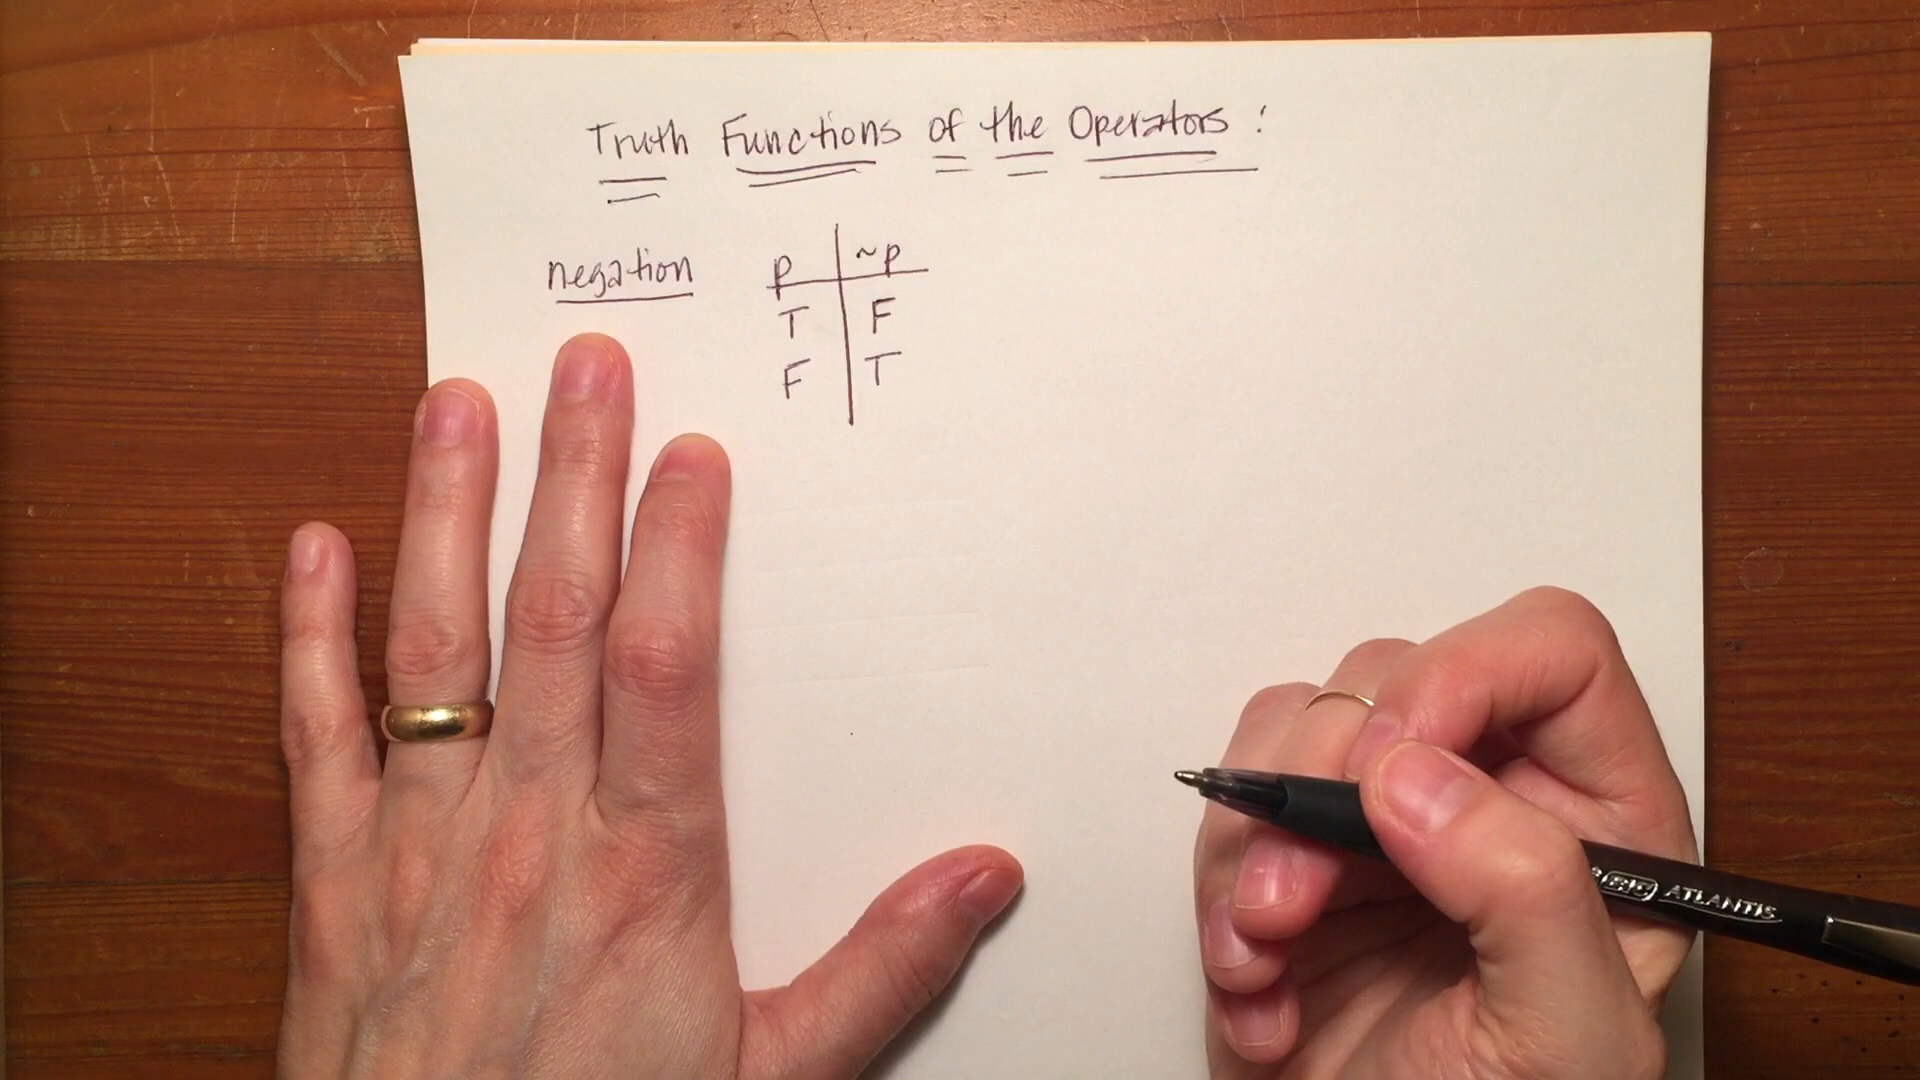 Truth Functions of the Operators:
negation
p ~p
T F
F T
BIC ATLANTIS